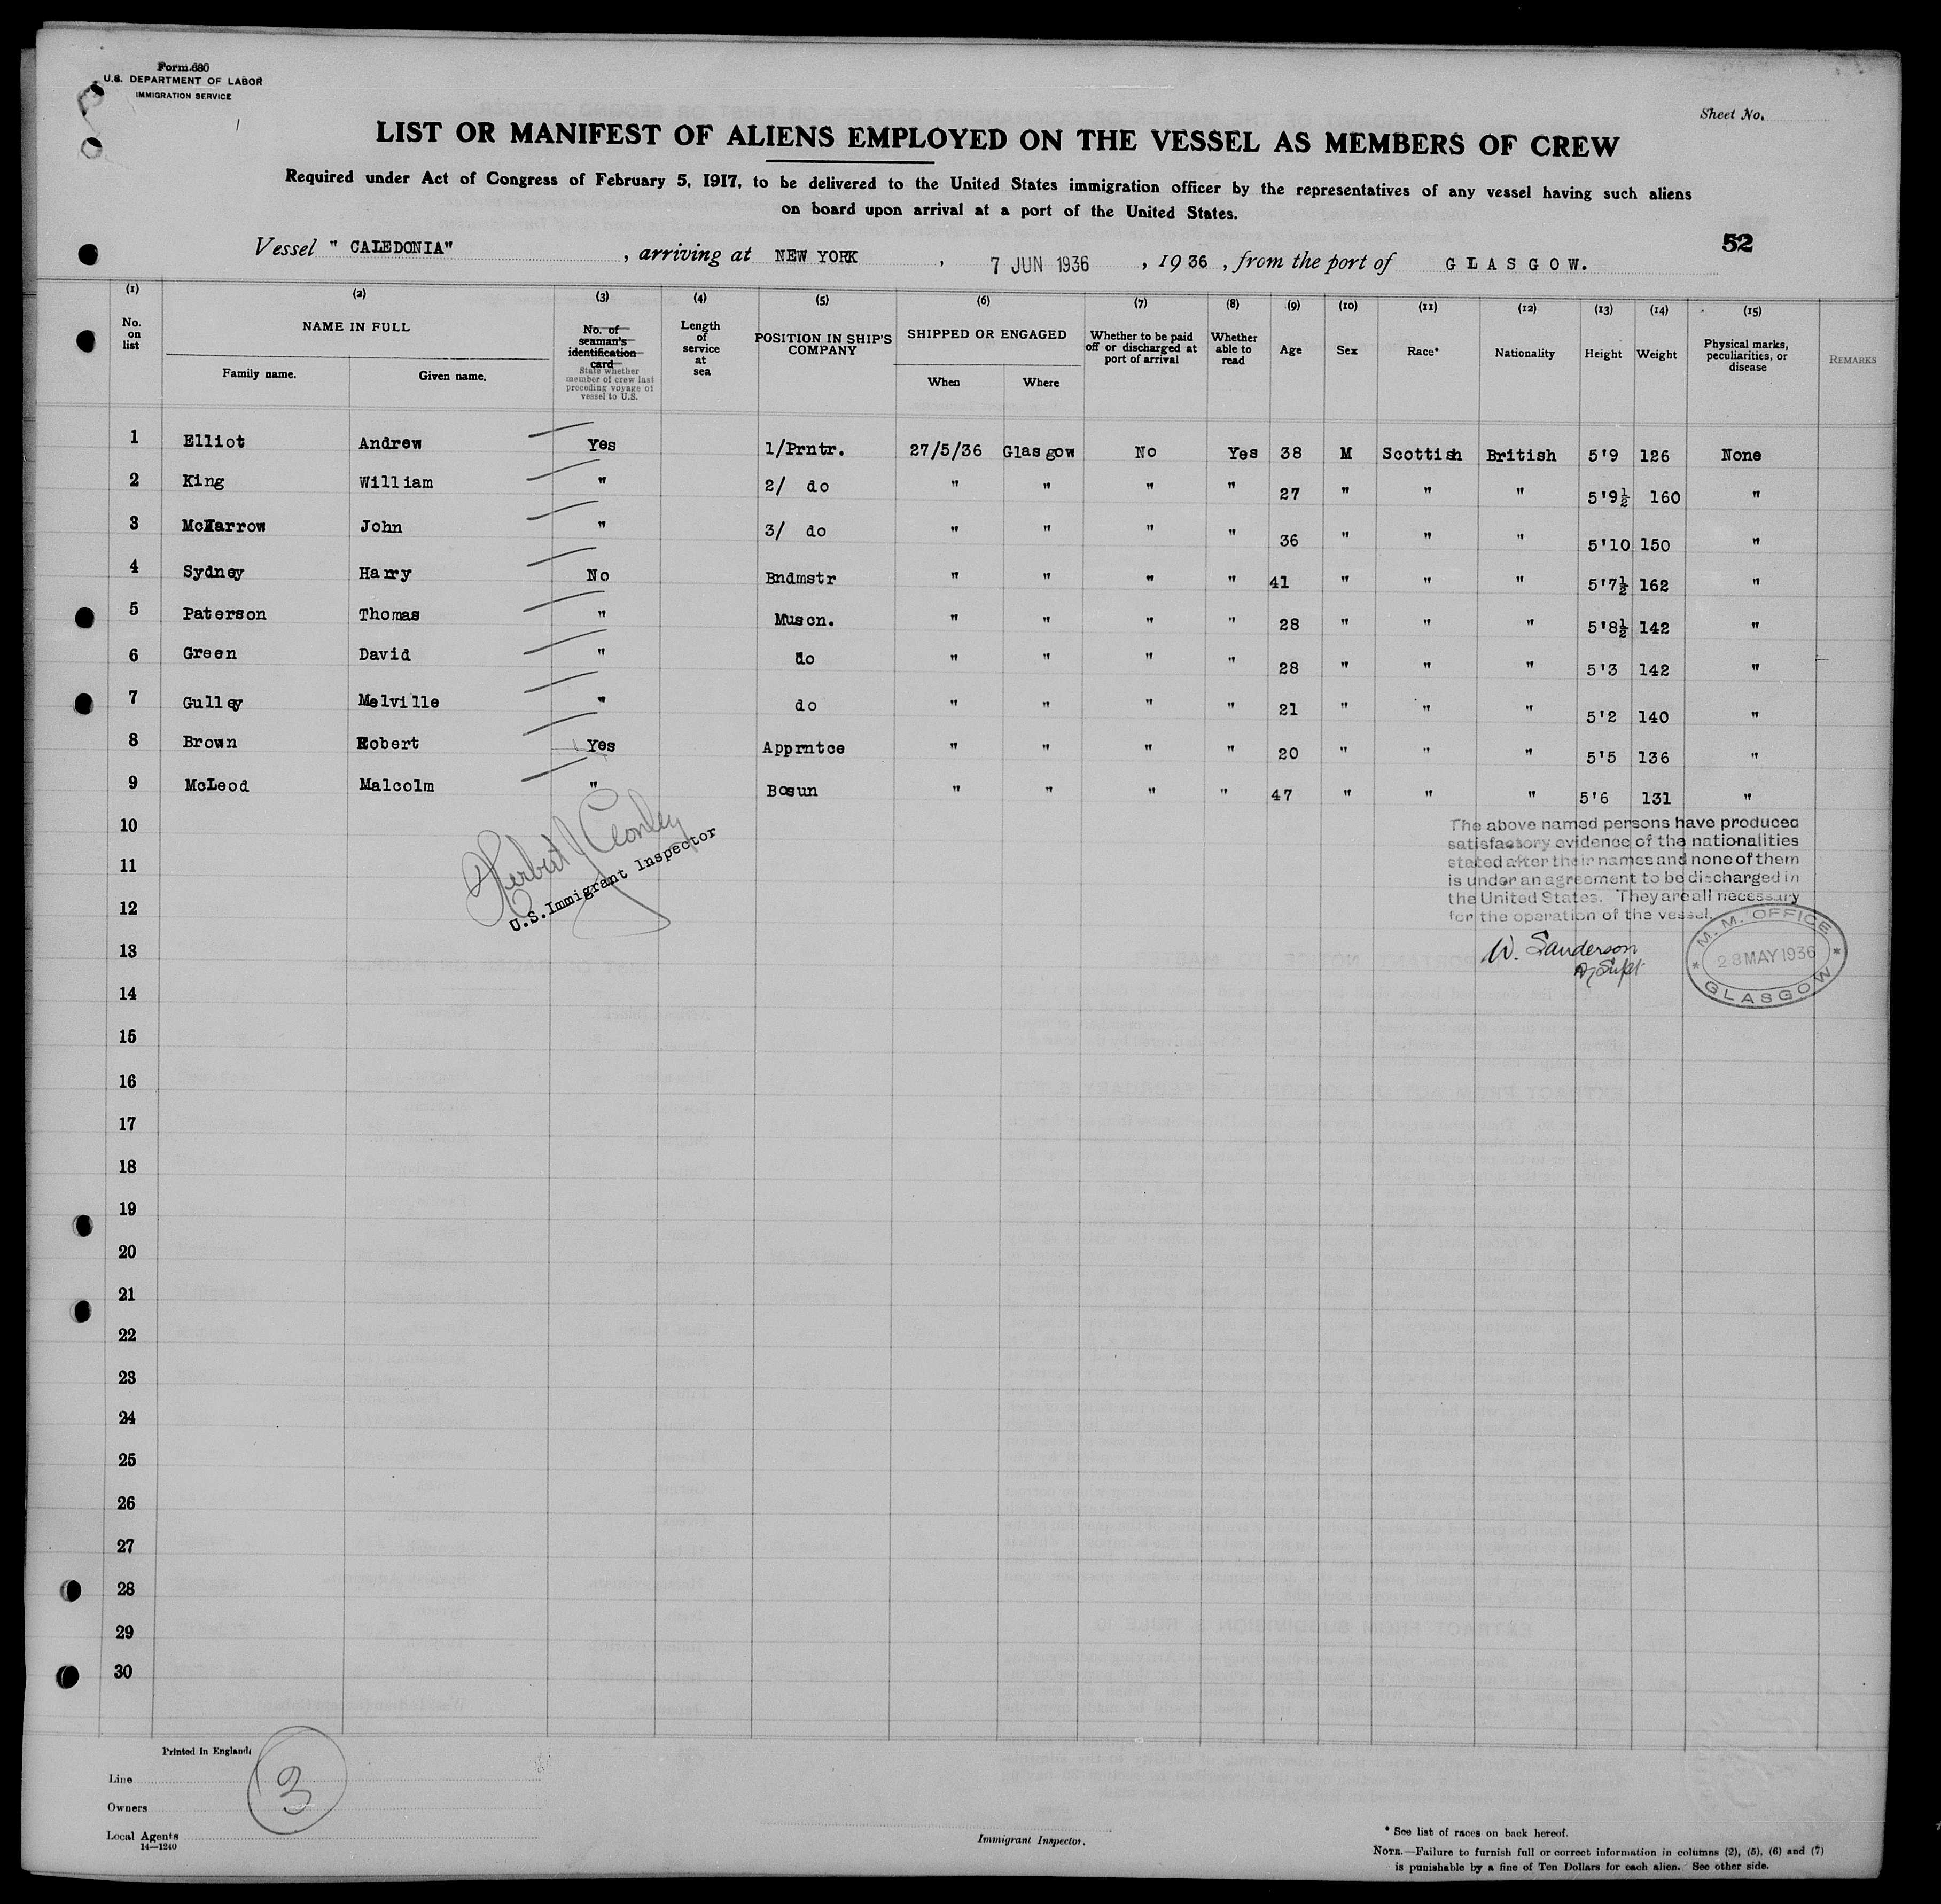 Form 680
U.S. DEPARTMENT OF LABOR
IMMIGRATION SERVICE
Sheet No.
LIST OR MANIFEST OF ALIENS EMPLOYED ON THE VESSEL AS MEMBERS OF CREW
Required under Act of Congress of February 5, 1917, to be delivered to the United States immigration officer by the representatives of any vessel having such aliens
on board upon arrival at a port of the United States.
52
Vessel " CALEDONIA" , arriving at NEW YORK , 7 JUN 1936 , 1936 , from the port of GLASGOW.
(1) (2) (3) (4) (5) (6) (7) (8) (9) (10) (11) (12) (13) (14) (15)
No. on list NAME IN FULL Family name. Given name. No. of seaman's identification card State whether member of crew last preceding voyage of vessel to U.S. Length of service at sea POSITION IN SHIP'S COMPANY SHIPPED OR ENGAGED When Where Whether to be paid off or discharged at port of arrival Whether able to read Age Sex Race* Nationality Height Weight Physical marks, peculiarities, or disease REMARKS
1 Elliot Andrew Yes 1/Prntr. 27/5/36 Glasgow No Yes 38 M Scottish British 5'9 126 None
2 King William " 2/ do " " " " 27 " " " 5'9½ 160 "
3 McHarrow John " 3/ do " " " " 36 " " " 5'10 150 "
4 Sydney Harry No Bndmstr " " " " 41 " " " 5'7½ 162 "
5 Paterson Thomas " Muscn. " " " " 28 " " " 5'8½ 142 "
6 Green David " do " " " " 28 " " " 5'3 142 "
7 Gulley Melville " do " " " " 21 " " " 5'2 140 "
8 Brown Robert Yes Apprntce " " " " 20 " " " 5'5 136 "
9 McLeod Malcolm " Bosun " " " " 47 " " " 5'6 131 "
10
11
12
13
14
15
16
17
18
19
20
21
22
23
24
25
26
27
28
29
30
U.S. Immigrant Inspector
The above named persons have produced
satisfactory evidence of the nationalities
stated after their names and none of them
is under an agreement to be discharged in
the United States. They are all necessary
for the operation of the vessel.
W. Sanderson
M. M. OFFICE
28 MAY 1936
GLASGOW
Printed in England
3
Line
Owners
Local Agents
14—1240
Immigrant Inspector.
* See list of races on back hereof.
NOTE.—Failure to furnish full or correct information in columns (2), (5), (6) and (7)
is punishable by a fine of Ten Dollars for each alien. See other side.